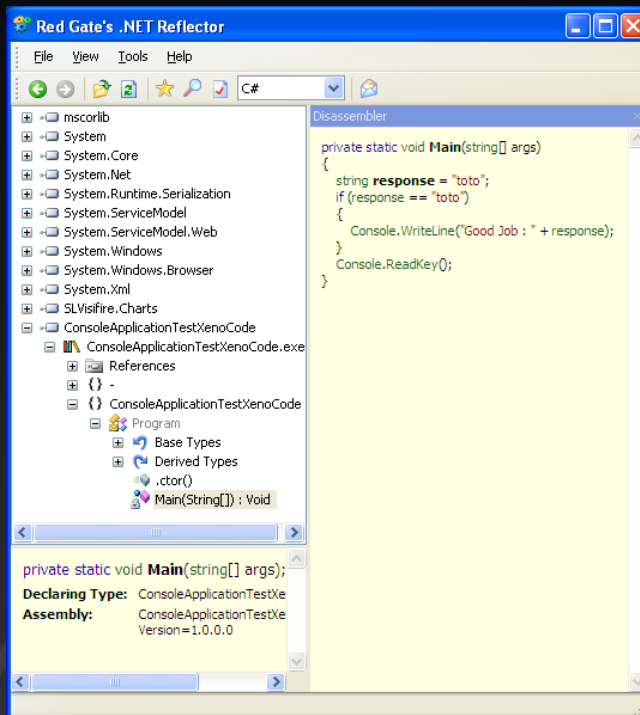 Red Gate's .NET Reflector
File View Tools Help
C#
mscorlib
System
System.Core
System.Net
System.Runtime.Serialization
System.ServiceModel
System.ServiceModel.Web
System.Windows
System.Windows.Browser
System.Xml
SLVisifire.Charts
ConsoleApplicationTestXenoCode
ConsoleApplicationTestXenoCode.exe
References
{} -
{} ConsoleApplicationTestXenoCode
Program
Base Types
Derived Types
.ctor()
Main(String[]) : Void
Disassembler
private static void Main(string[] args)
{
string response = "toto";
if (response == "toto")
{
Console.WriteLine("Good Job : " + response);
}
Console.ReadKey();
}
private static void Main(string[] args);
Declaring Type: ConsoleApplicationTestXe
Assembly: ConsoleApplicationTestXe
Version=1.0.0.0